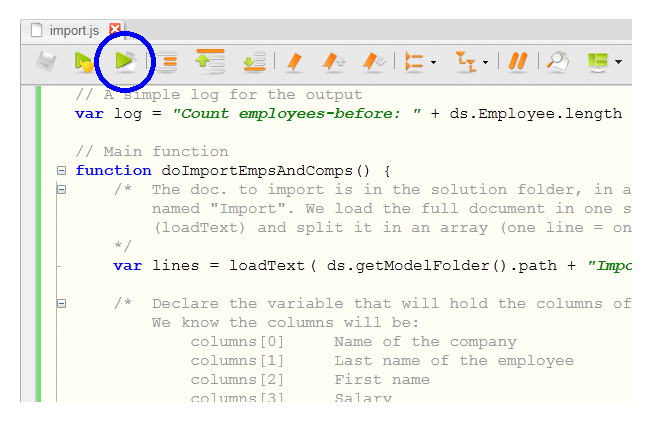 import.js
// A simple log for the output
var log = "Count employees-before: " + ds.Employee.length
// Main function
function doImportEmpsAndComps() {
/* The doc. to import is in the solution folder, in a
named "Import". We load the full document in one s
(loadText) and split it in an array (one line = on
*/
var lines = loadText( ds.getModelFolder().path + "Impo
/* Declare the variable that will hold the columns of
We know the columns will be:
columns[0] Name of the company
columns[1] Last name of the employee
columns[2] First name
columns[3] Salary